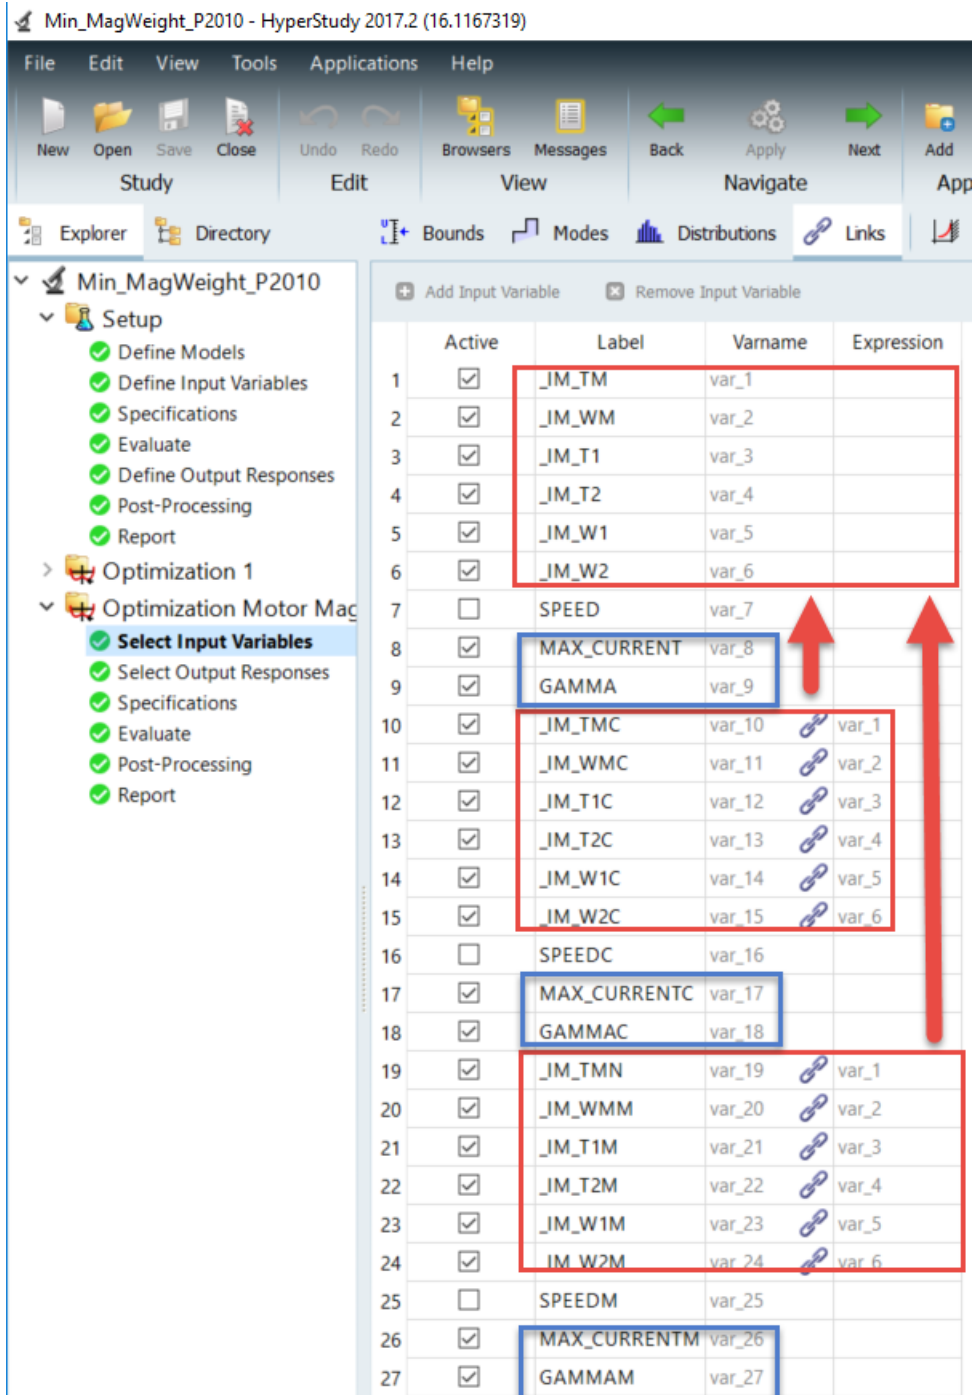 Min_MagWeight_P2010 - HyperStudy 2017.2 (16.1167319)
File Edit View Tools Applications Help
New Open Save Close Undo Redo Browsers Messages Back Apply Next Add
Study Edit View Navigate App
Explorer Directory Bounds Modes Distributions Links
Min_MagWeight_P2010
Setup
Define Models
Define Input Variables
Specifications
Evaluate
Define Output Responses
Post-Processing
Report
Optimization 1
Optimization Motor Mag
Select Input Variables
Select Output Responses
Specifications
Evaluate
Post-Processing
Report
Add Input Variable Remove Input Variable
Active Label Varname Expression
1 _IM_TM var_1
2 _IM_WM var_2
3 _IM_T1 var_3
4 _IM_T2 var_4
5 _IM_W1 var_5
6 _IM_W2 var_6
7 SPEED var_7
8 MAX_CURRENT var_8
9 GAMMA var_9
10 _IM_TMC var_10 var_1
11 _IM_WMC var_11 var_2
12 _IM_T1C var_12 var_3
13 _IM_T2C var_13 var_4
14 _IM_W1C var_14 var_5
15 _IM_W2C var_15 var_6
16 SPEEDC var_16
17 MAX_CURRENTC var_17
18 GAMMAC var_18
19 _IM_TMN var_19 var_1
20 _IM_WMM var_20 var_2
21 _IM_T1M var_21 var_3
22 _IM_T2M var_22 var_4
23 _IM_W1M var_23 var_5
24 _IM_W2M var_24 var_6
25 SPEEDM var_25
26 MAX_CURRENTM var_26
27 GAMMAM var_27